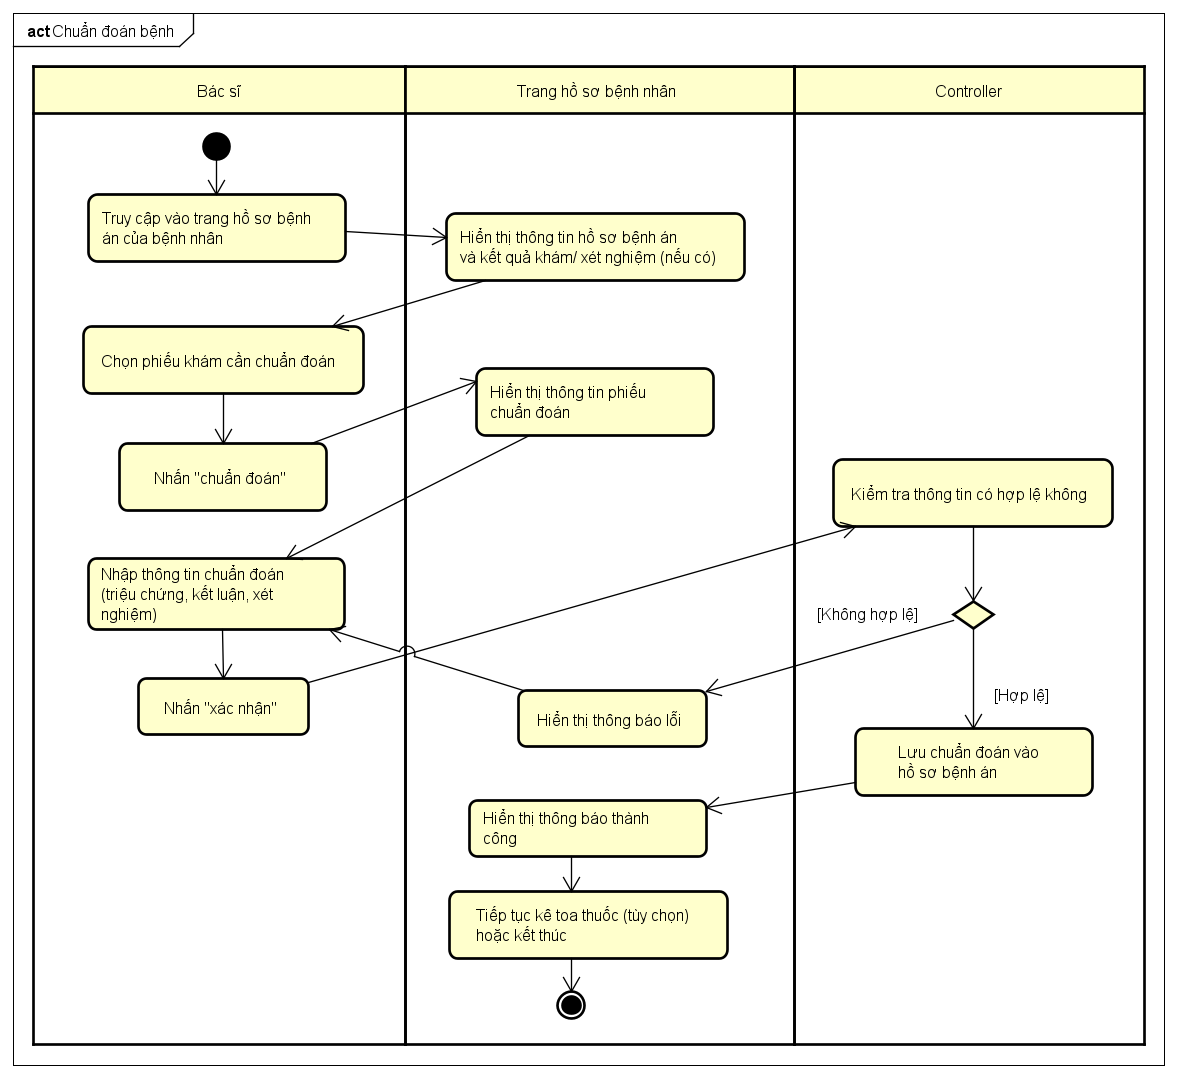 act Chuẩn đoán bệnh
Bác sĩ
Trang hồ sơ bệnh nhân
Controller
Truy cập vào trang hồ sơ bệnh
án của bệnh nhân
Hiển thị thông tin hồ sơ bệnh án
và kết quả khám/ xét nghiệm (nếu có)
Chọn phiếu khám cần chuẩn đoán
Hiển thị thông tin phiếu
chuẩn đoán
Nhấn "chuẩn đoán"
Kiểm tra thông tin có hợp lệ không
Nhập thông tin chuẩn đoán
(triệu chứng, kết luận, xét
nghiệm)
[Không hợp lệ]
[Hợp lệ]
Nhấn "xác nhận"
Hiển thị thông báo lỗi
Lưu chuẩn đoán vào
hồ sơ bệnh án
Hiển thị thông báo thành
công
Tiếp tục kê toa thuốc (tùy chọn)
hoặc kết thúc